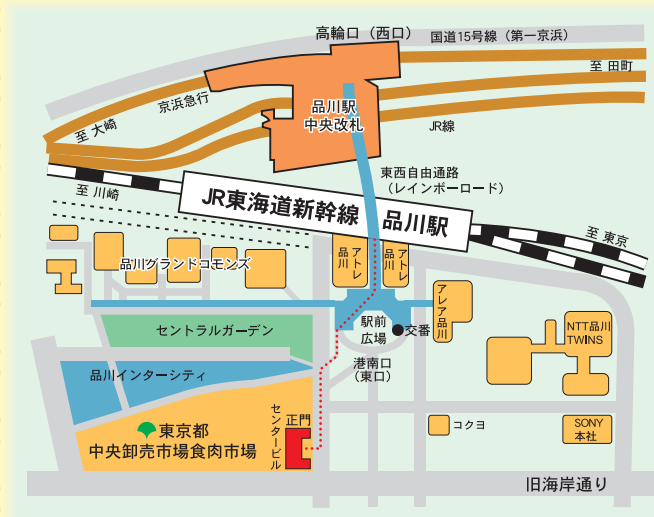 高輪口（西口）
国道15号線（第一京浜）
至 田町
京浜急行
至 大崎
品川駅
中央改札
JR線
東西自由通路
（レインボーロード）
至 川崎
JR東海道新幹線 品川駅
至 東京
品川グランドコモンズ
アトレ
品川
アトレ
品川
アレア品川
駅前
広場
交番
NTT品川
TWINS
セントラルガーデン
港南口
（東口）
品川インターシティ
コクヨ
SONY
本社
東京都
中央卸売市場食肉市場
センタービル
正門
旧海岸通り